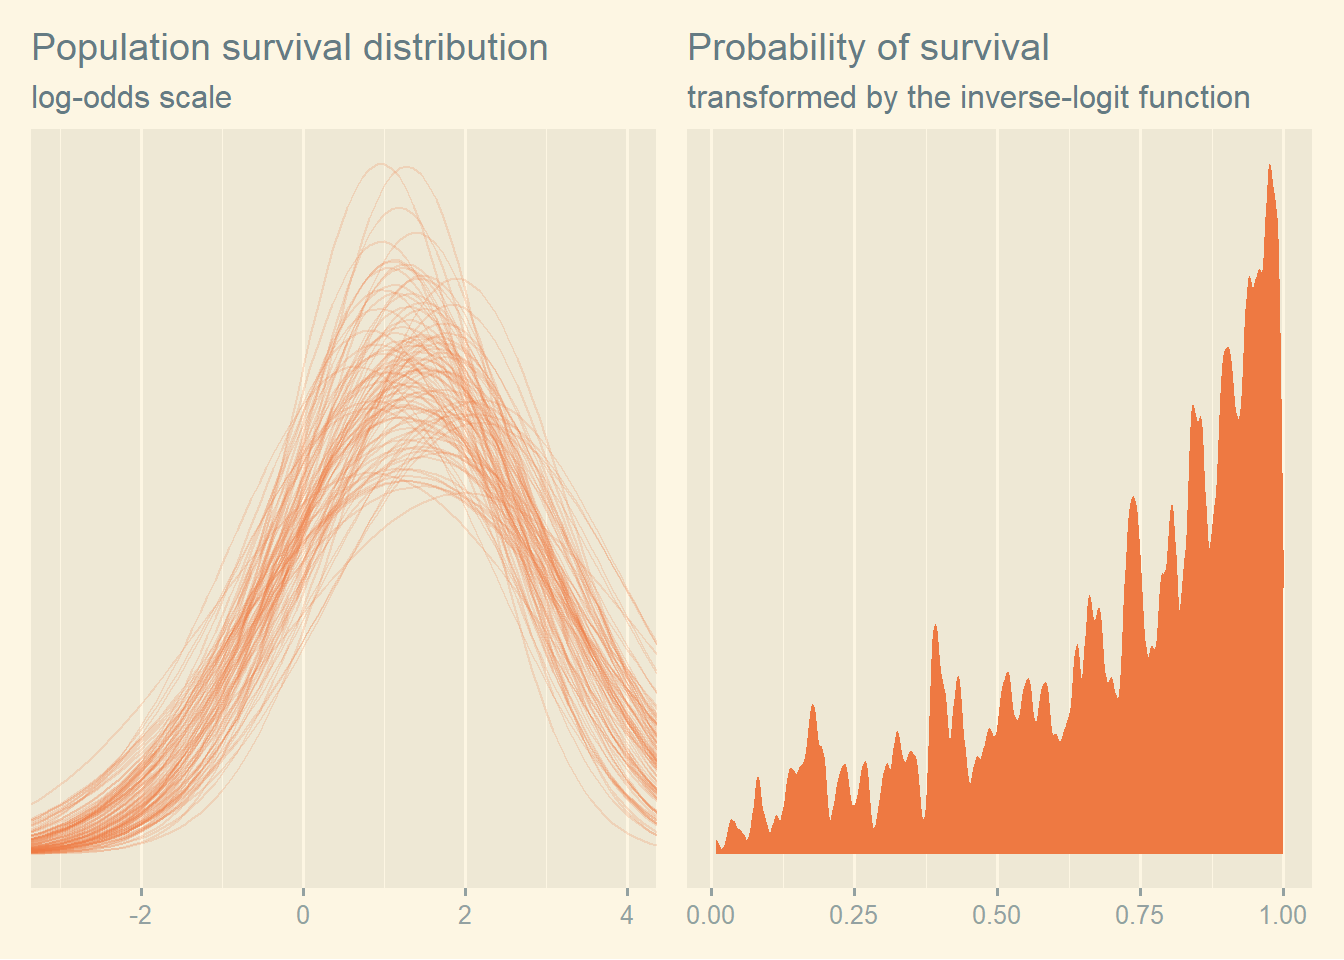 Population survival distribution
log-odds scale
-2 0 2 4
Probability of survival
transformed by the inverse-logit function
0.00 0.25 0.50 0.75 1.00